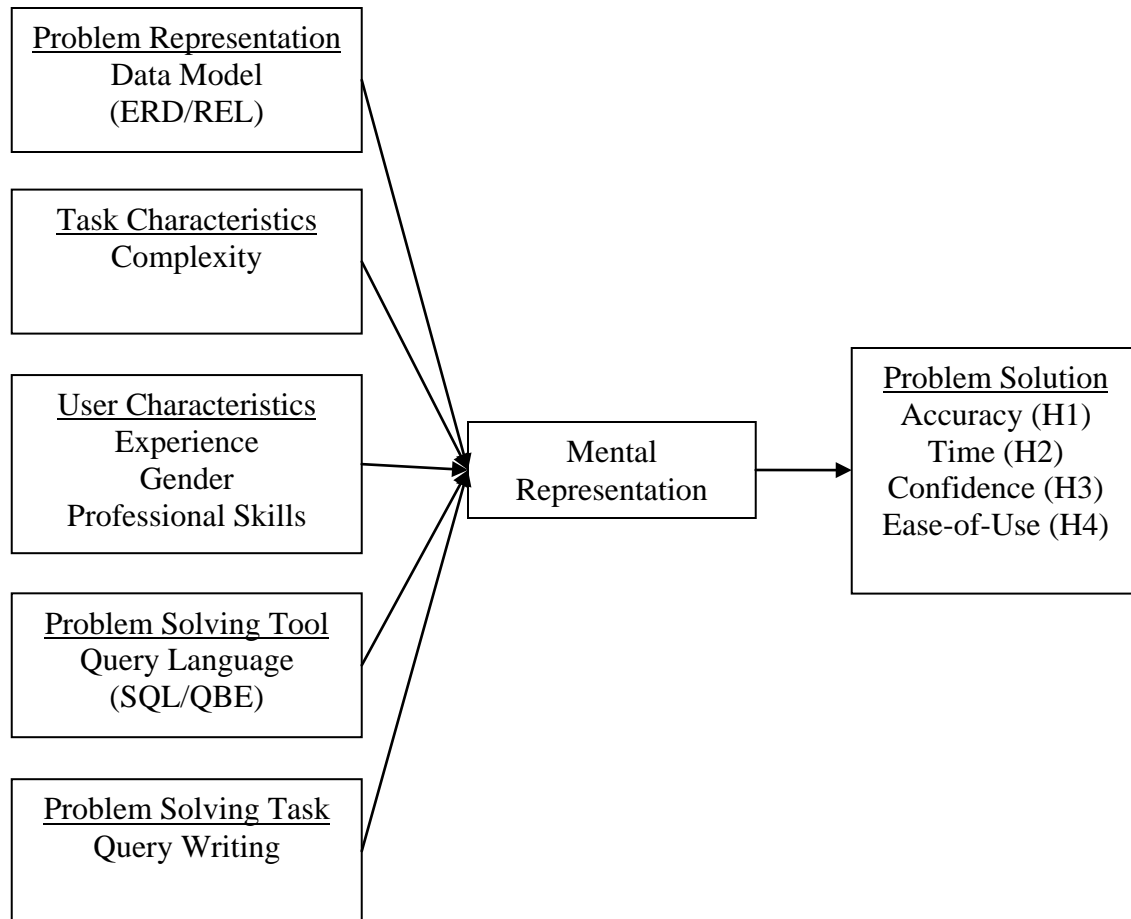 Problem Representation
Data Model
(ERD/REL)
Task Characteristics
Complexity
User Characteristics
Experience
Gender
Professional Skills
Problem Solving Tool
Query Language
(SQL/QBE)
Problem Solving Task
Query Writing
Mental
Representation
Problem Solution
Accuracy (H1)
Time (H2)
Confidence (H3)
Ease-of-Use (H4)